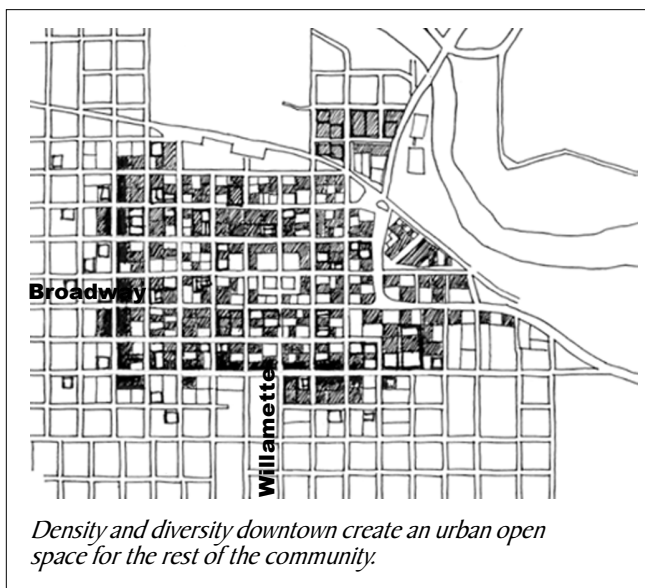 Broadway
Willamette
Density and diversity downtown create an urban open
space for the rest of the community.